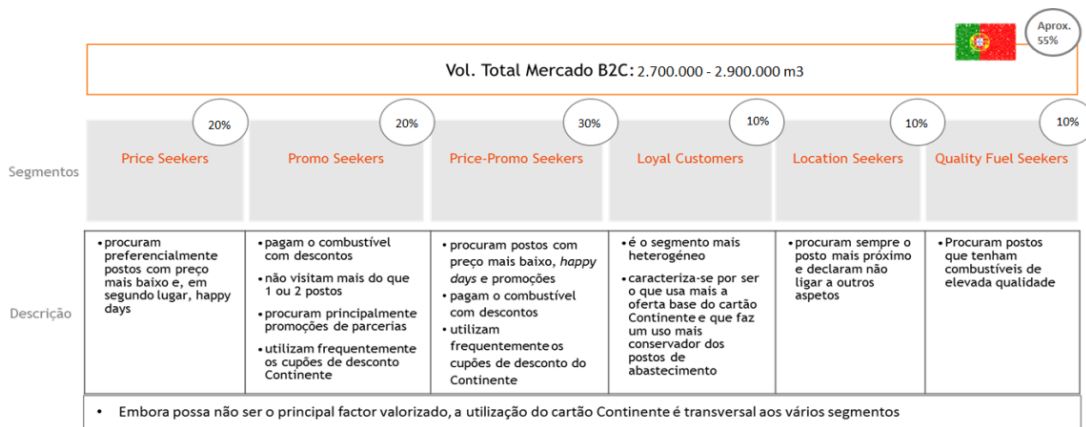 Aprox.
55%
Vol. Total Mercado B2C: 2.700.000 - 2.900.000 m3
20%
20%
30%
10%
10%
10%
Segmentos
Price Seekers
Promo Seekers
Price-Promo Seekers
Loyal Customers
Location Seekers
Quality Fuel Seekers
Descrição
• procuram
preferencialmente
postos com preço
mais baixo e, em
segundo lugar, happy
days
• pagam o combustível
com descontos
• não visitam mais do que
1 ou 2 postos
• procuram principalmente
promoções de parcerias
• utilizam frequentemente
os cupões de desconto
Continente
• procuram postos com
preço mais baixo, happy
days e promoções
• pagam o combustível
com descontos
• utilizam
frequentemente os
cupões de desconto do
Continente
• é o segmento mais
heterogéneo
• caracteriza-se por ser
o que usa mais a
oferta base do cartão
Continente e que faz
um uso mais
conservador dos
postos de
abastecimento
• procuram sempre o
posto mais próximo
e declaram não
ligar a outros
aspetos
• Procuram postos
que tenham
combustíveis de
elevada qualidade
• Embora possa não ser o principal factor valorizado, a utilização do cartão Continente é transversal aos vários segmentos